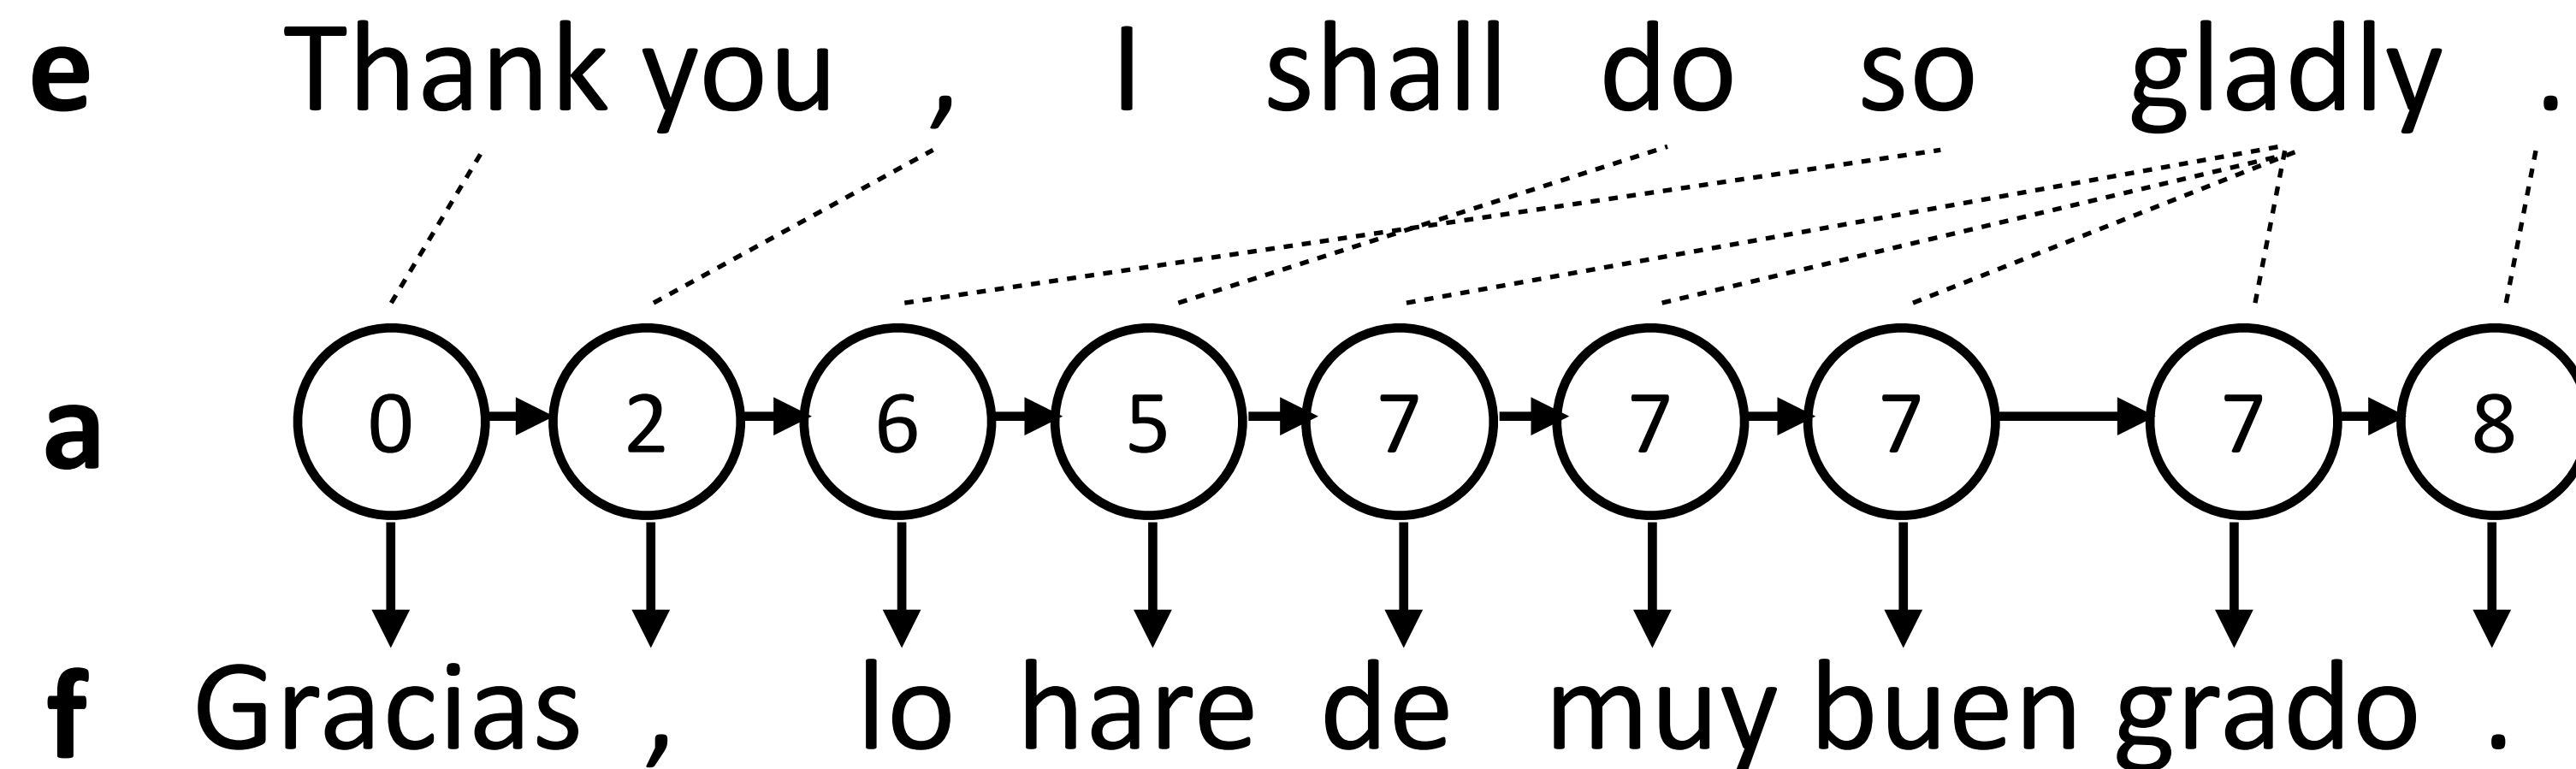 e Thank you , I shall do so gladly .
a 0 2 6 5 7 7 7 7 8
f Gracias , lo hare de muy buen grado .